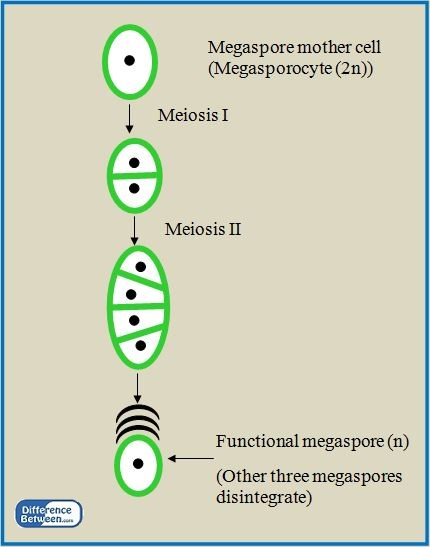 Megaspore mother cell
(Megasporocyte (2n))
Meiosis I
Meiosis II
Functional megaspore (n)
(Other three megaspores
disintegrate)
Difference
Between.com